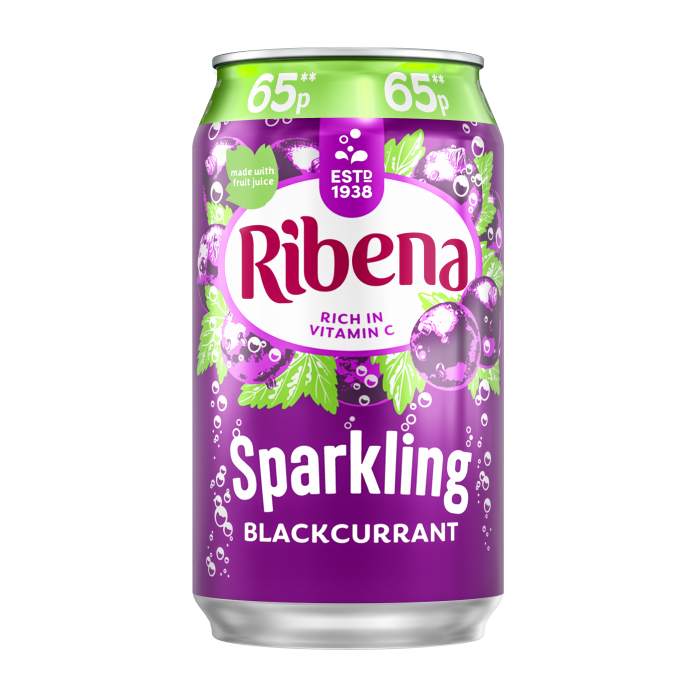 65p**
65p**
made with
fruit juice
ESTD
1938
Ribena
RICH IN
VITAMIN C
Sparkling
BLACKCURRANT